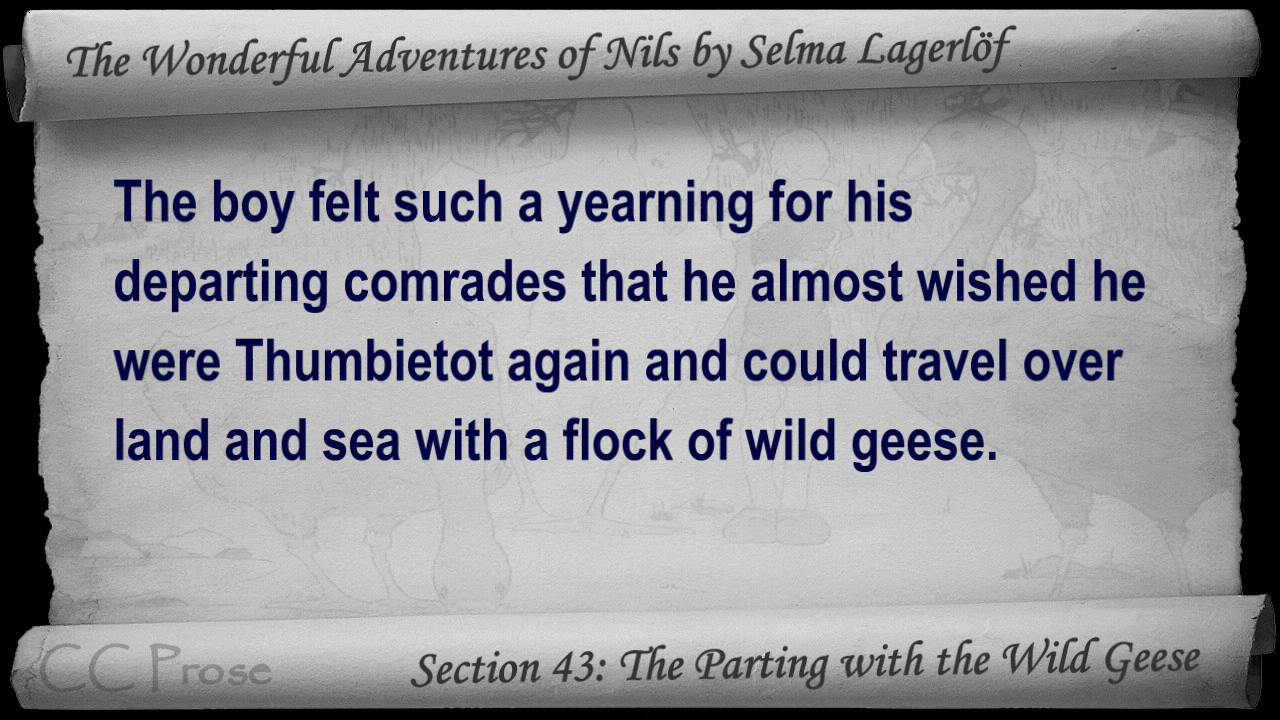 The Wonderful Adventures of Nils by Selma Lagerlöf
The boy felt such a yearning for his
departing comrades that he almost wished he
were Thumbietot again and could travel over
land and sea with a flock of wild geese.
CC Prose
Section 43: The Parting with the Wild Geese